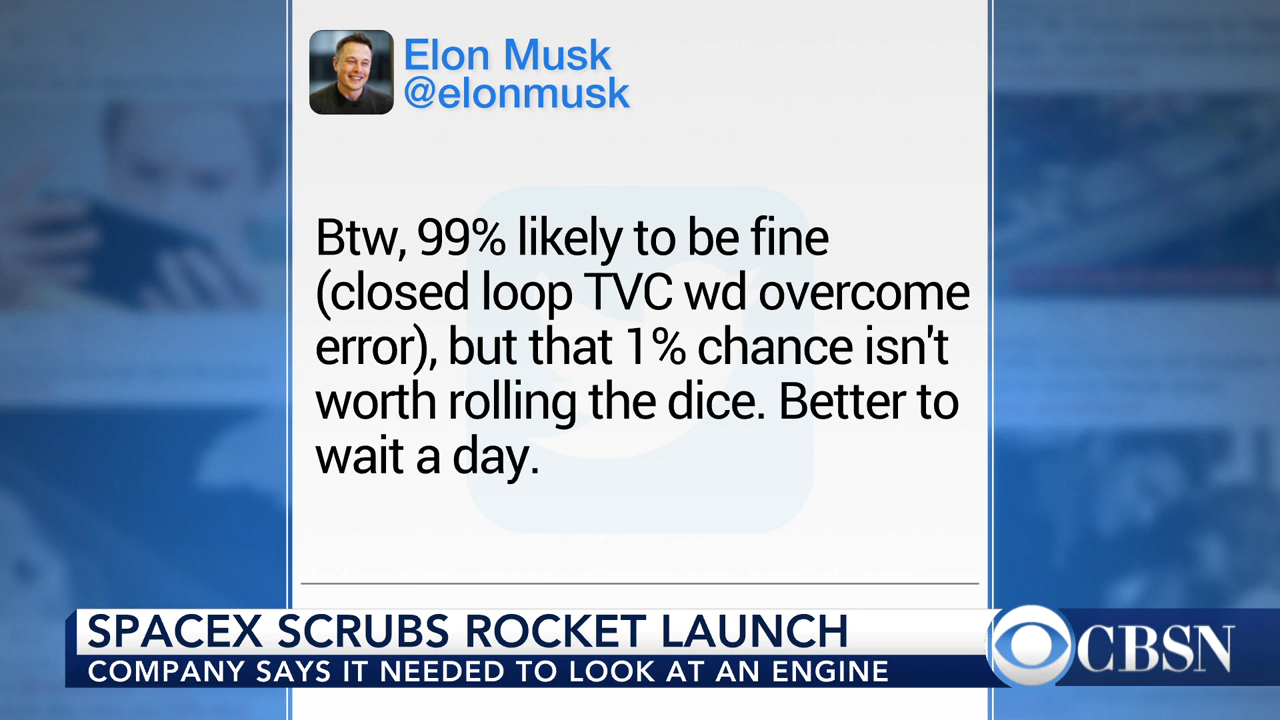 Elon Musk
@elonmusk
Btw, 99% likely to be fine
(closed loop TVC wd overcome
error), but that 1% chance isn't
worth rolling the dice. Better to
wait a day.
SPACEX SCRUBS ROCKET LAUNCH
COMPANY SAYS IT NEEDED TO LOOK AT AN ENGINE
CBSN